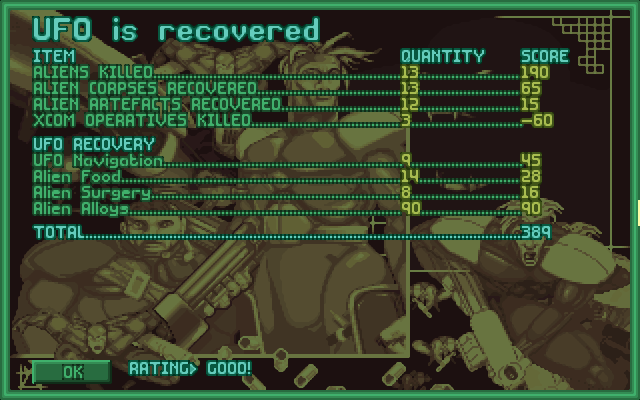 UFO is recovered
ITEM QUANTITY SCORE
ALIENS KILLED 13 190
ALIEN CORPSES RECOVERED 13 65
ALIEN ARTEFACTS RECOVERED 12 15
XCOM OPERATIVES KILLED 3 -60
UFO RECOVERY
UFO Navigation 9 45
Alien Food 14 28
Alien Surgery 8 16
Alien Alloys 90 90
TOTAL 389
OK RATING> GOOD!